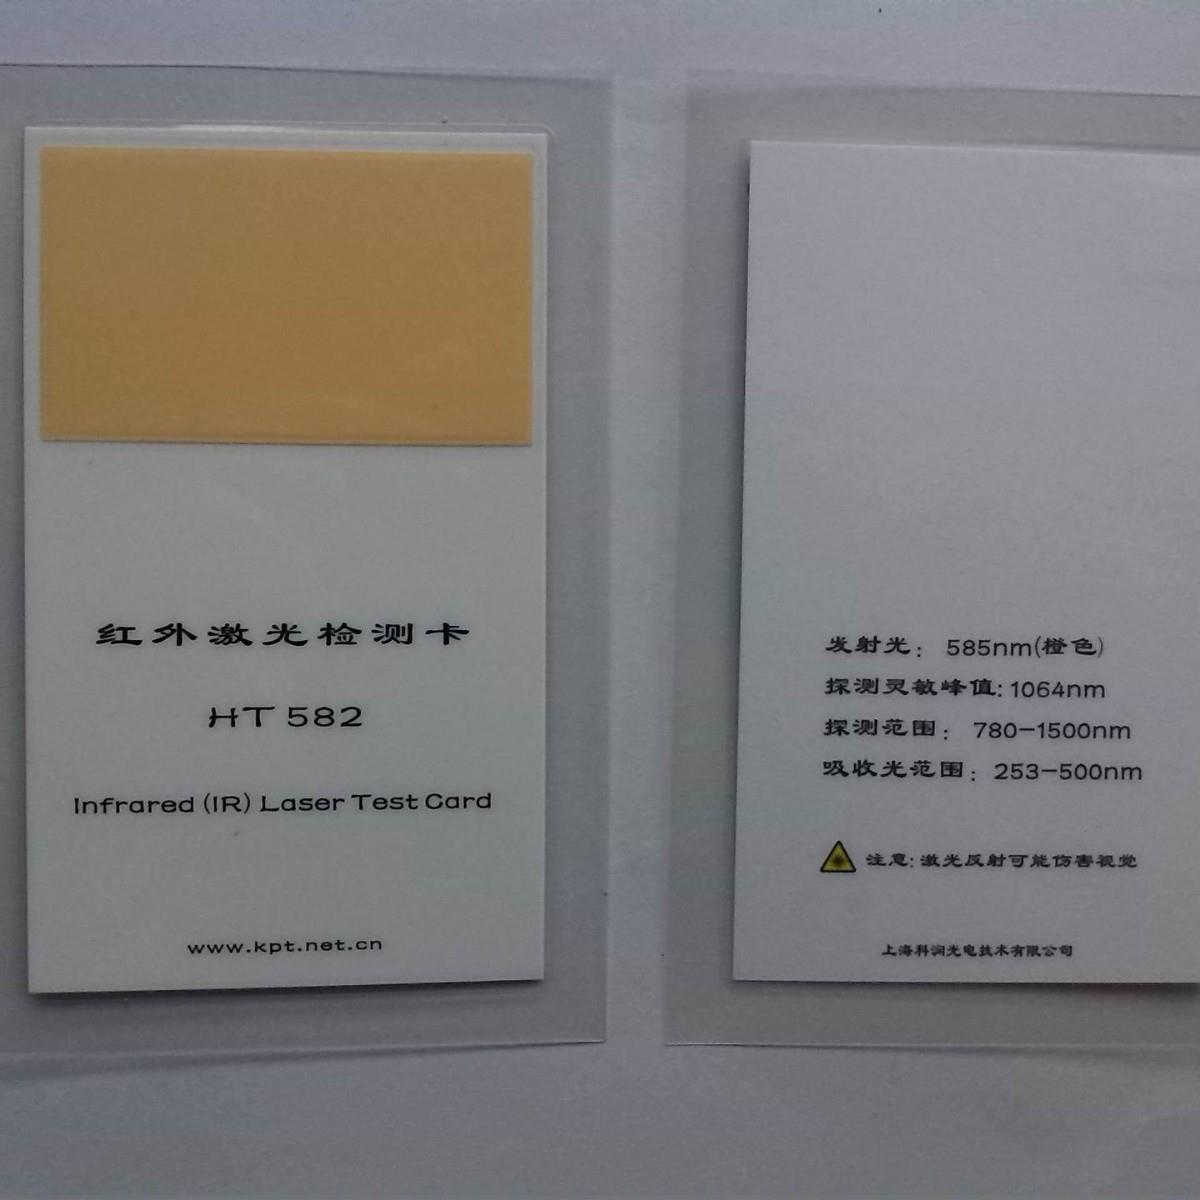 红外激光检测卡
HT 582
Infrared (IR) Laser Test Card
www.kpt.net.cn
发射光： 585nm(橙色)
探测灵敏峰值: 1064nm
探测范围： 780-1500nm
吸收光范围： 253-500nm
注意: 激光反射可能伤害视觉
上海科润光电技术有限公司